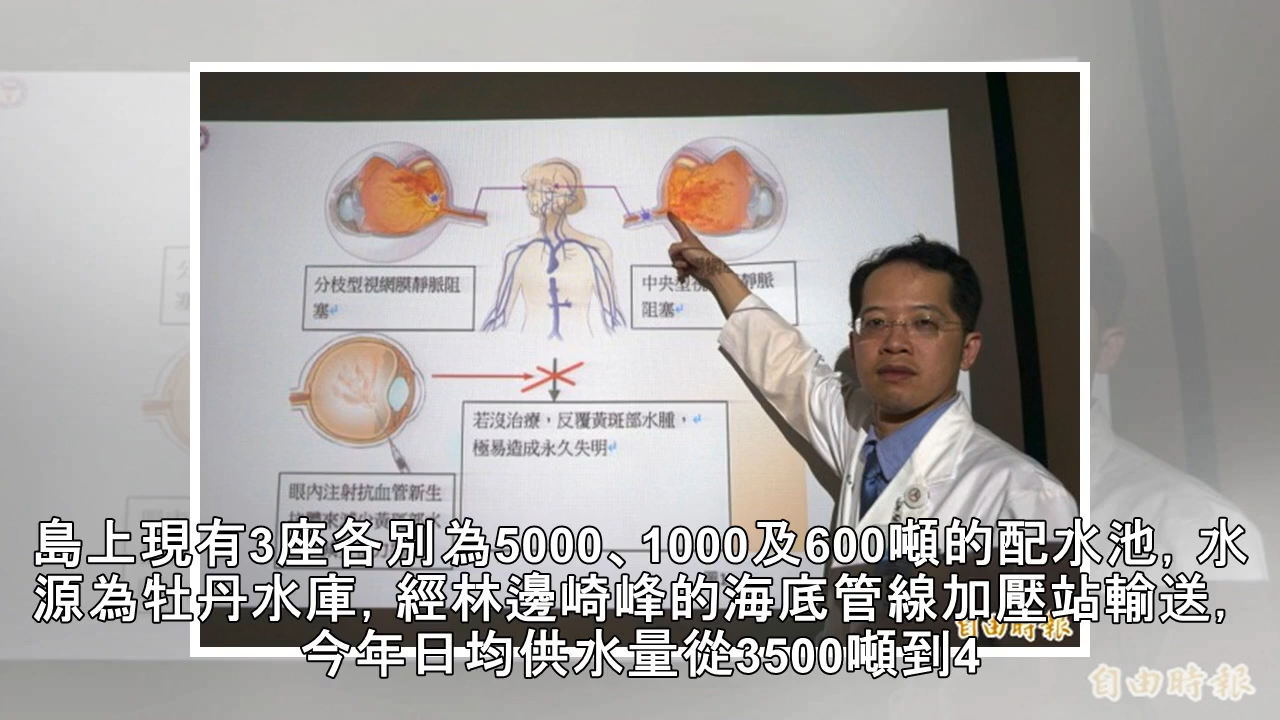 分枝型視網膜靜脈阻
塞
中央型視
靜脈
阻塞
若沒治療，反覆黃斑部水腫，
極易造成永久失明
眼內注射抗血管新生
島上現有3座各別為5000、1000及600噸的配水池, 水
源為牡丹水庫, 經林邊崎峰的海底管線加壓站輸送,
今年日均供水量從3500噸到4
自由時報
自由時報